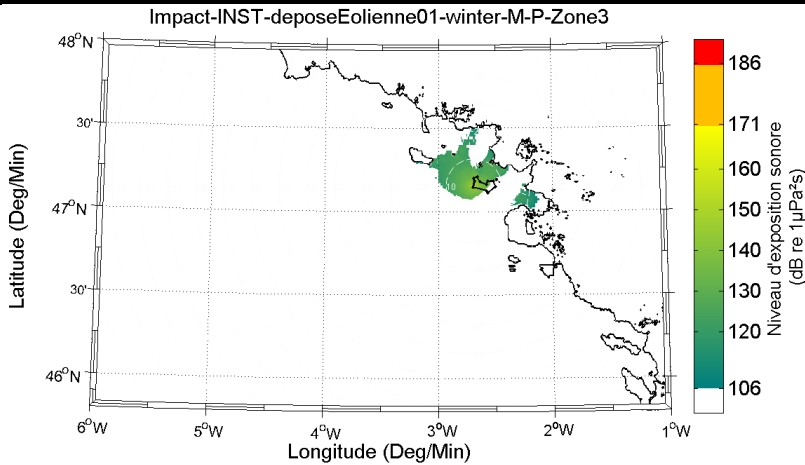 Impact-INST-deposeEolienne01-winter-M-P-Zone3
48°N
30'
47°N
30'
46°N
Latitude (Deg/Min)
10
6°W
5°W
4°W
3°W
2°W
1°W
Longitude (Deg/Min)
186
171
160
150
140
130
120
106
Niveau d'exposition sonore
(dB re 1µPa²s)